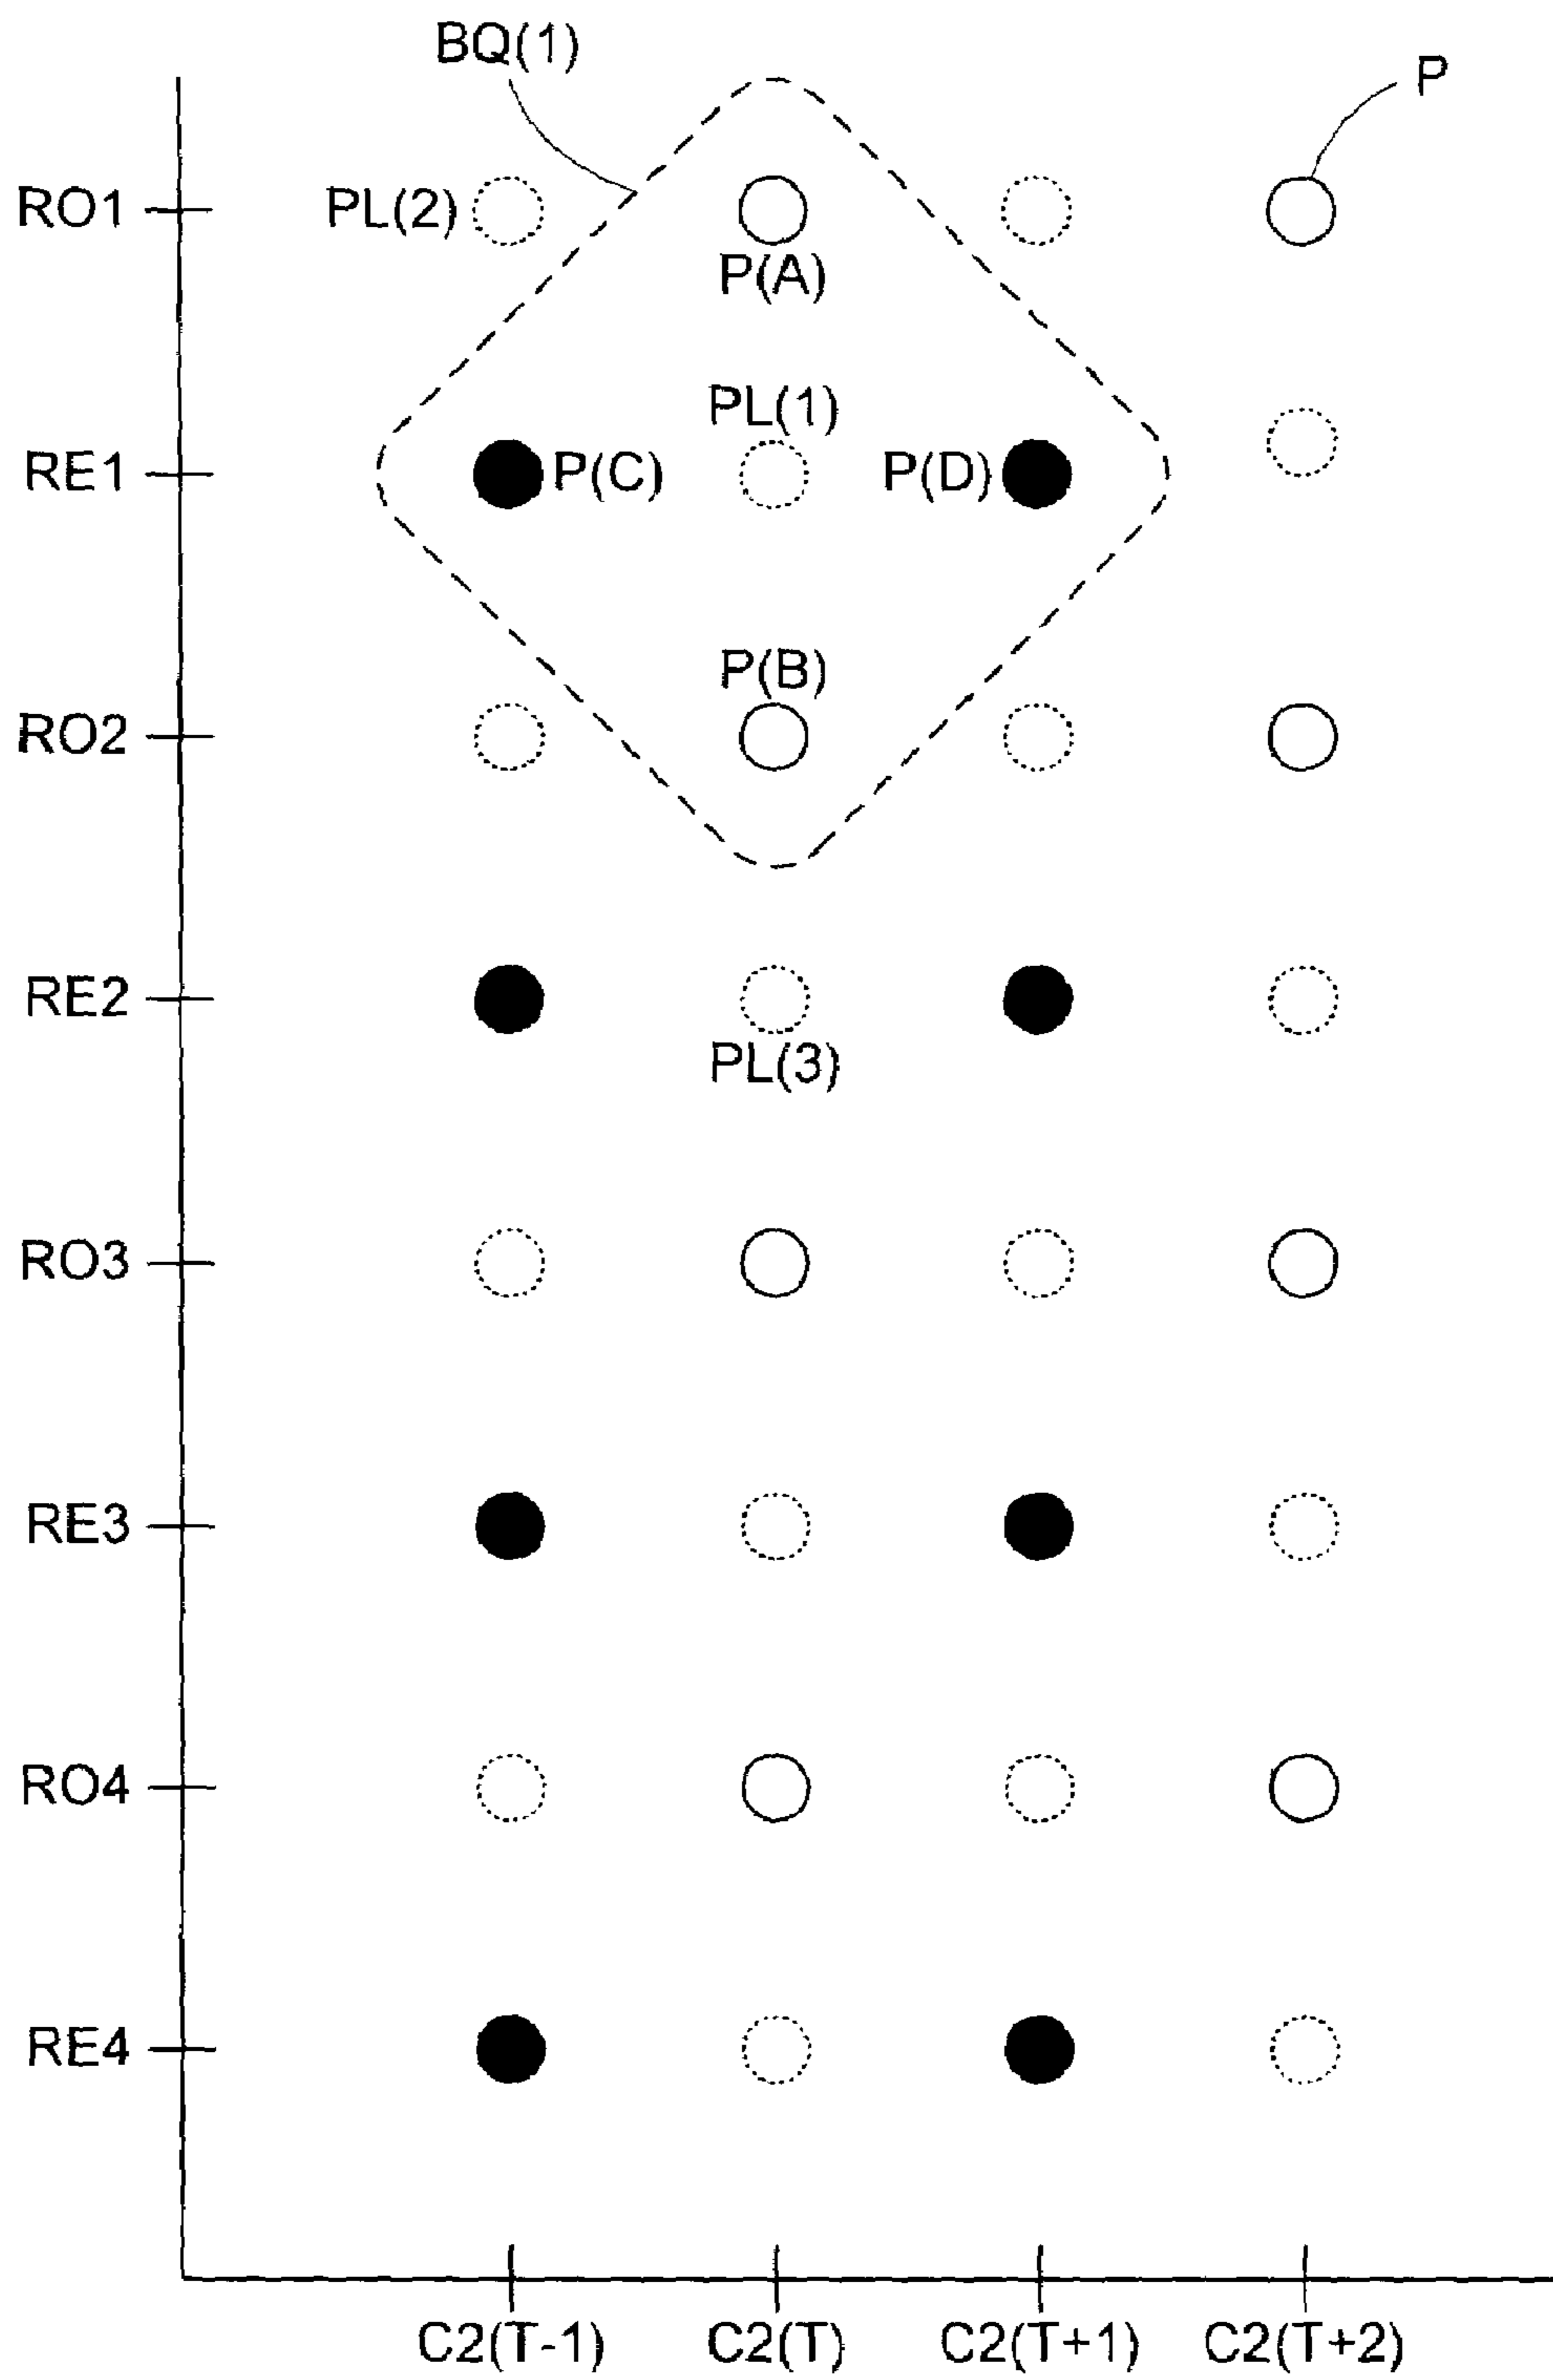 BQ(1)
P
RO1
PL(2)
P(A)
PL(1)
RE1
P(C)
P(D)
P(B)
RO2
RE2
PL(3)
RO3
RE3
RO4
RE4
C2(T-1)
C2(T)
C2(T+1)
C2(T+2)